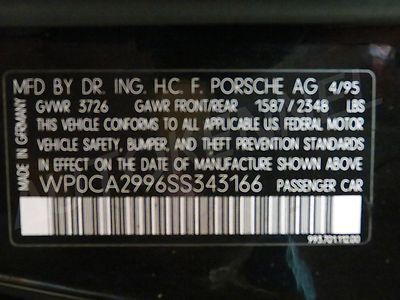 MFD BY DR. ING. H.C. F. PORSCHE AG 4/95
GVWR 3726 GAWR FRONT/REAR 1587/2348 LBS
THIS VEHICLE CONFORMS TO ALL APPLICABLE U.S. FEDERAL MOTOR
VEHICLE SAFETY, BUMPER, AND THEFT PREVENTION STANDARDS
IN EFFECT ON THE DATE OF MANUFACTURE SHOWN ABOVE.
WP0CA2996SS343166 PASSENGER CAR
MADE IN GERMANY
993.701.112.00